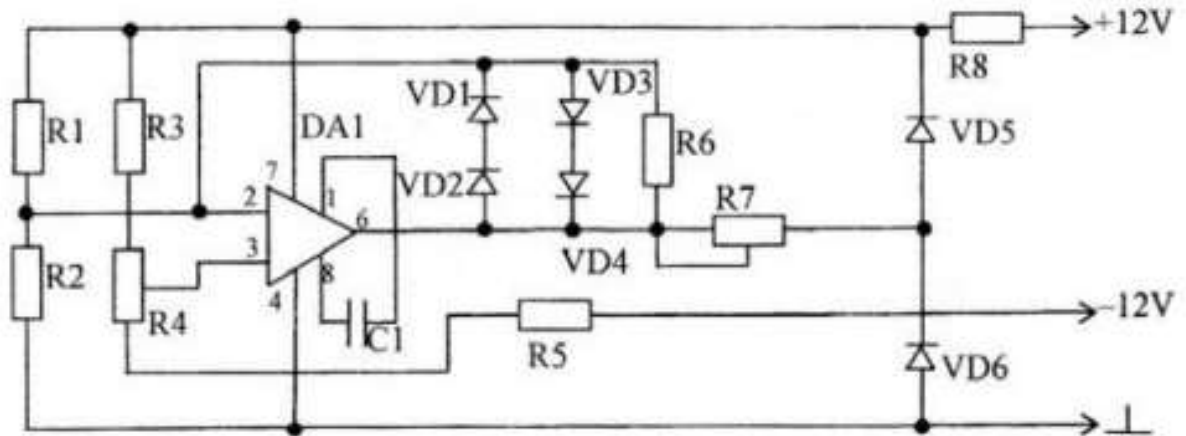 +12V
R8
VD1
VD3
R1
R3
DA1
VD5
R6
7
1
VD2
R7
2
6
3
VD4
R2
8
–12V
R4
4
C1
R5
VD6